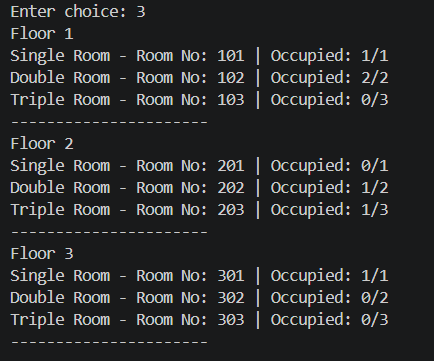 Enter choice: 3
Floor 1
Single Room - Room No: 101 | Occupied: 1/1
Double Room - Room No: 102 | Occupied: 2/2
Triple Room - Room No: 103 | Occupied: 0/3
----------------------
Floor 2
Single Room - Room No: 201 | Occupied: 0/1
Double Room - Room No: 202 | Occupied: 1/2
Triple Room - Room No: 203 | Occupied: 1/3
----------------------
Floor 3
Single Room - Room No: 301 | Occupied: 1/1
Double Room - Room No: 302 | Occupied: 0/2
Triple Room - Room No: 303 | Occupied: 0/3
----------------------